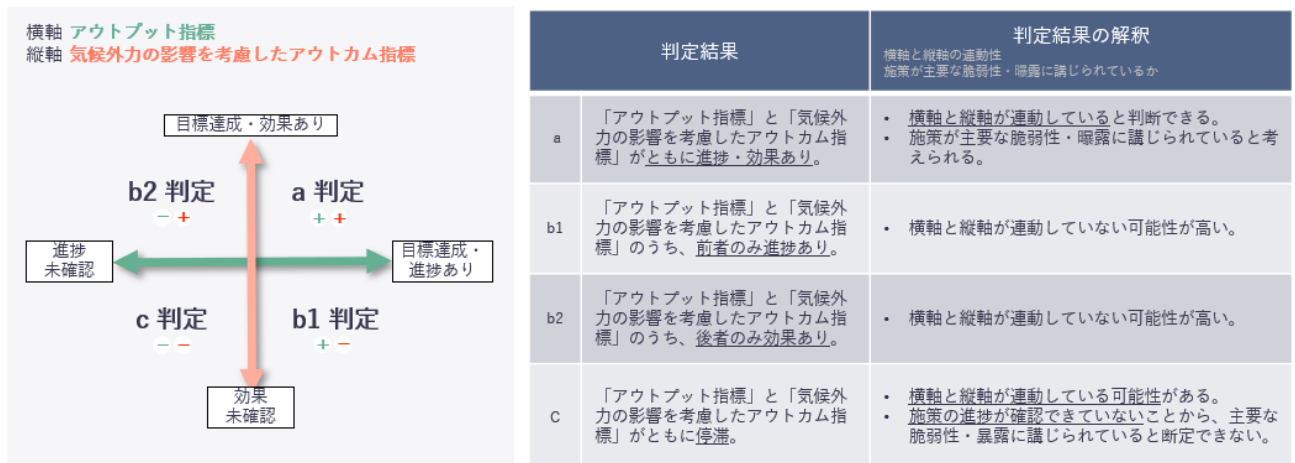 横軸 アウトプット指標
縦軸 気候外力の影響を考慮したアウトカム指標
目標達成・効果あり
b2 判定
− +
a 判定
+ +
進捗
未確認
目標達成・
進捗あり
c 判定
− −
b1 判定
+ −
効果
未確認
判定結果
判定結果の解釈
横軸と縦軸の連動性
施策が主要な脆弱性・曝露に講じられているか
a
「アウトプット指標」と「気候外
力の影響を考慮したアウトカム指
標」がともに進捗・効果あり。
• 横軸と縦軸が連動していると判断できる。
• 施策が主要な脆弱性・曝露に講じられていると考
えられる。
b1
「アウトプット指標」と「気候外
力の影響を考慮したアウトカム指
標」のうち、前者のみ進捗あり。
• 横軸と縦軸が連動していない可能性が高い。
b2
「アウトプット指標」と「気候外
力の影響を考慮したアウトカム指
標」のうち、後者のみ効果あり。
• 横軸と縦軸が連動していない可能性が高い。
C
「アウトプット指標」と「気候外
力の影響を考慮したアウトカム指
標」がともに停滞。
• 横軸と縦軸が連動している可能性がある。
• 施策の進捗が確認できていないことから、主要な
脆弱性・暴露に講じられていると断定できない。